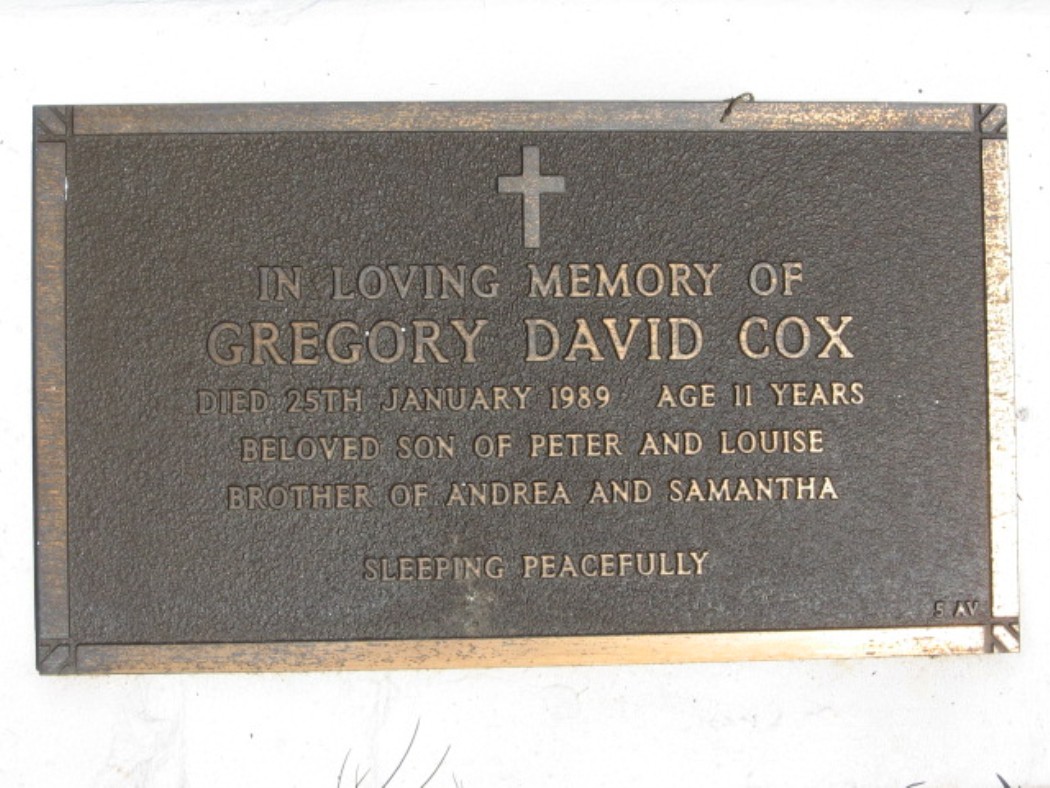 IN LOVING MEMORY OF
GREGORY DAVID COX
DIED 25TH JANUARY 1989 AGE 11 YEARS
BELOVED SON OF PETER AND LOUISE
BROTHER OF ANDREA AND SAMANTHA
SLEEPING PEACEFULLY
5 AV